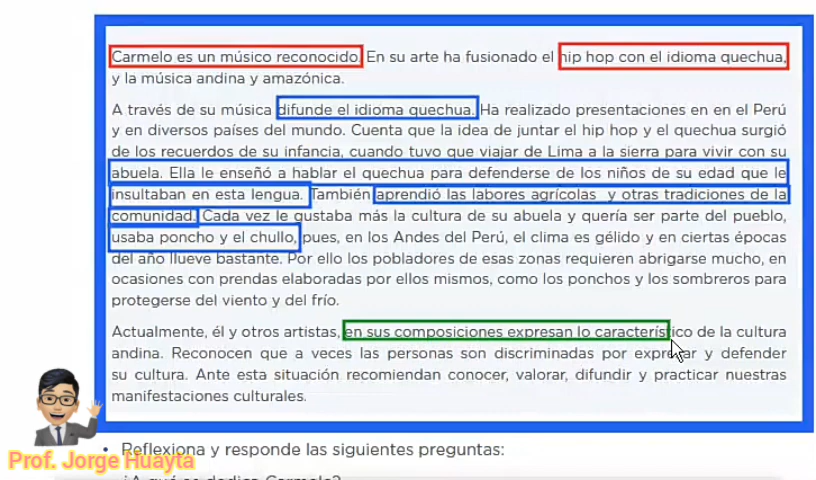 Carmelo es un músico reconocido. En su arte ha fusionado el hip hop con el idioma quechua,
y la música andina y amazónica.
A través de su música difunde el idioma quechua. Ha realizado presentaciones en en el Perú
y en diversos países del mundo. Cuenta que la idea de juntar el hip hop y el quechua surgió
de los recuerdos de su infancia, cuando tuvo que viajar de Lima a la sierra para vivir con su
abuela. Ella le enseñó a hablar el quechua para defenderse de los niños de su edad que le
insultaban en esta lengua. También aprendió las labores agrícolas y otras tradiciones de la
comunidad. Cada vez le gustaba más la cultura de su abuela y quería ser parte del pueblo,
usaba poncho y el chullo, pues, en los Andes del Perú, el clima es gélido y en ciertas épocas
del año llueve bastante. Por ello los pobladores de esas zonas requieren abrigarse mucho, en
ocasiones con prendas elaboradas por ellos mismos, como los ponchos y los sombreros para
protegerse del viento y del frío.
Actualmente, él y otros artistas, en sus composiciones expresan lo característico de la cultura
andina. Reconocen que a veces las personas son discriminadas por expresar y defender
su cultura. Ante esta situación recomiendan conocer, valorar, difundir y practicar nuestras
manifestaciones culturales.
• Reflexiona y responde las siguientes preguntas:
Prof. Jorge Huayta
¿A qué se dedica Carmelo?